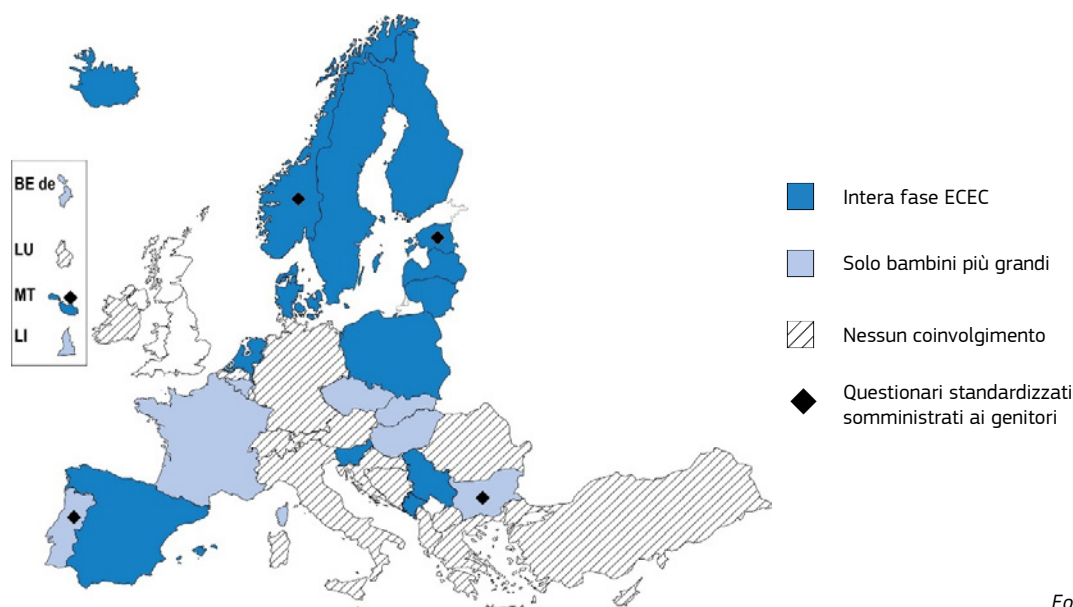 BE de
LU
MT
LI
Intera fase ECEC
Solo bambini più grandi
Nessun coinvolgimento
Questionari standardizzati
somministrati ai genitori